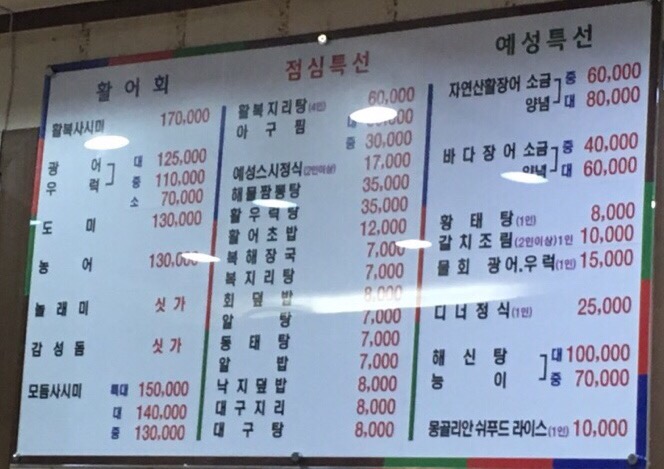 활어회
활복사시미 170,000
광어 대 125,000
우럭 중 110,000
소 70,000
도미 130,000
농어 130,000
놀래미 싯가
감성돔 싯가
모듬사시미 특대 150,000
대 140,000
중 130,000
점심특선
활복지리탕(4인) 60,000
아구찜 대
중 30,000
예성스시정식(2인이상) 17,000
해물짬뽕탕 35,000
활우럭탕 35,000
활어초밥 12,000
복해장국 7,000
복지리탕 7,000
회덮밥 8,000
알탕 7,000
동태탕 7,000
알밥 7,000
낙지덮밥 8,000
대구지리 8,000
대구탕 8,000
예성특선
자연산활장어 소금 중 60,000
양념 대 80,000
바다장어 소금 중 40,000
양념 대 60,000
황태탕(1인) 8,000
갈치조림(2인이상)1인 10,000
물회 광어.우럭(1인) 15,000
디너정식(1인) 25,000
해신탕 대 100,000
능이 중 70,000
몽골리안 쉬푸드 라이스(1인) 10,000